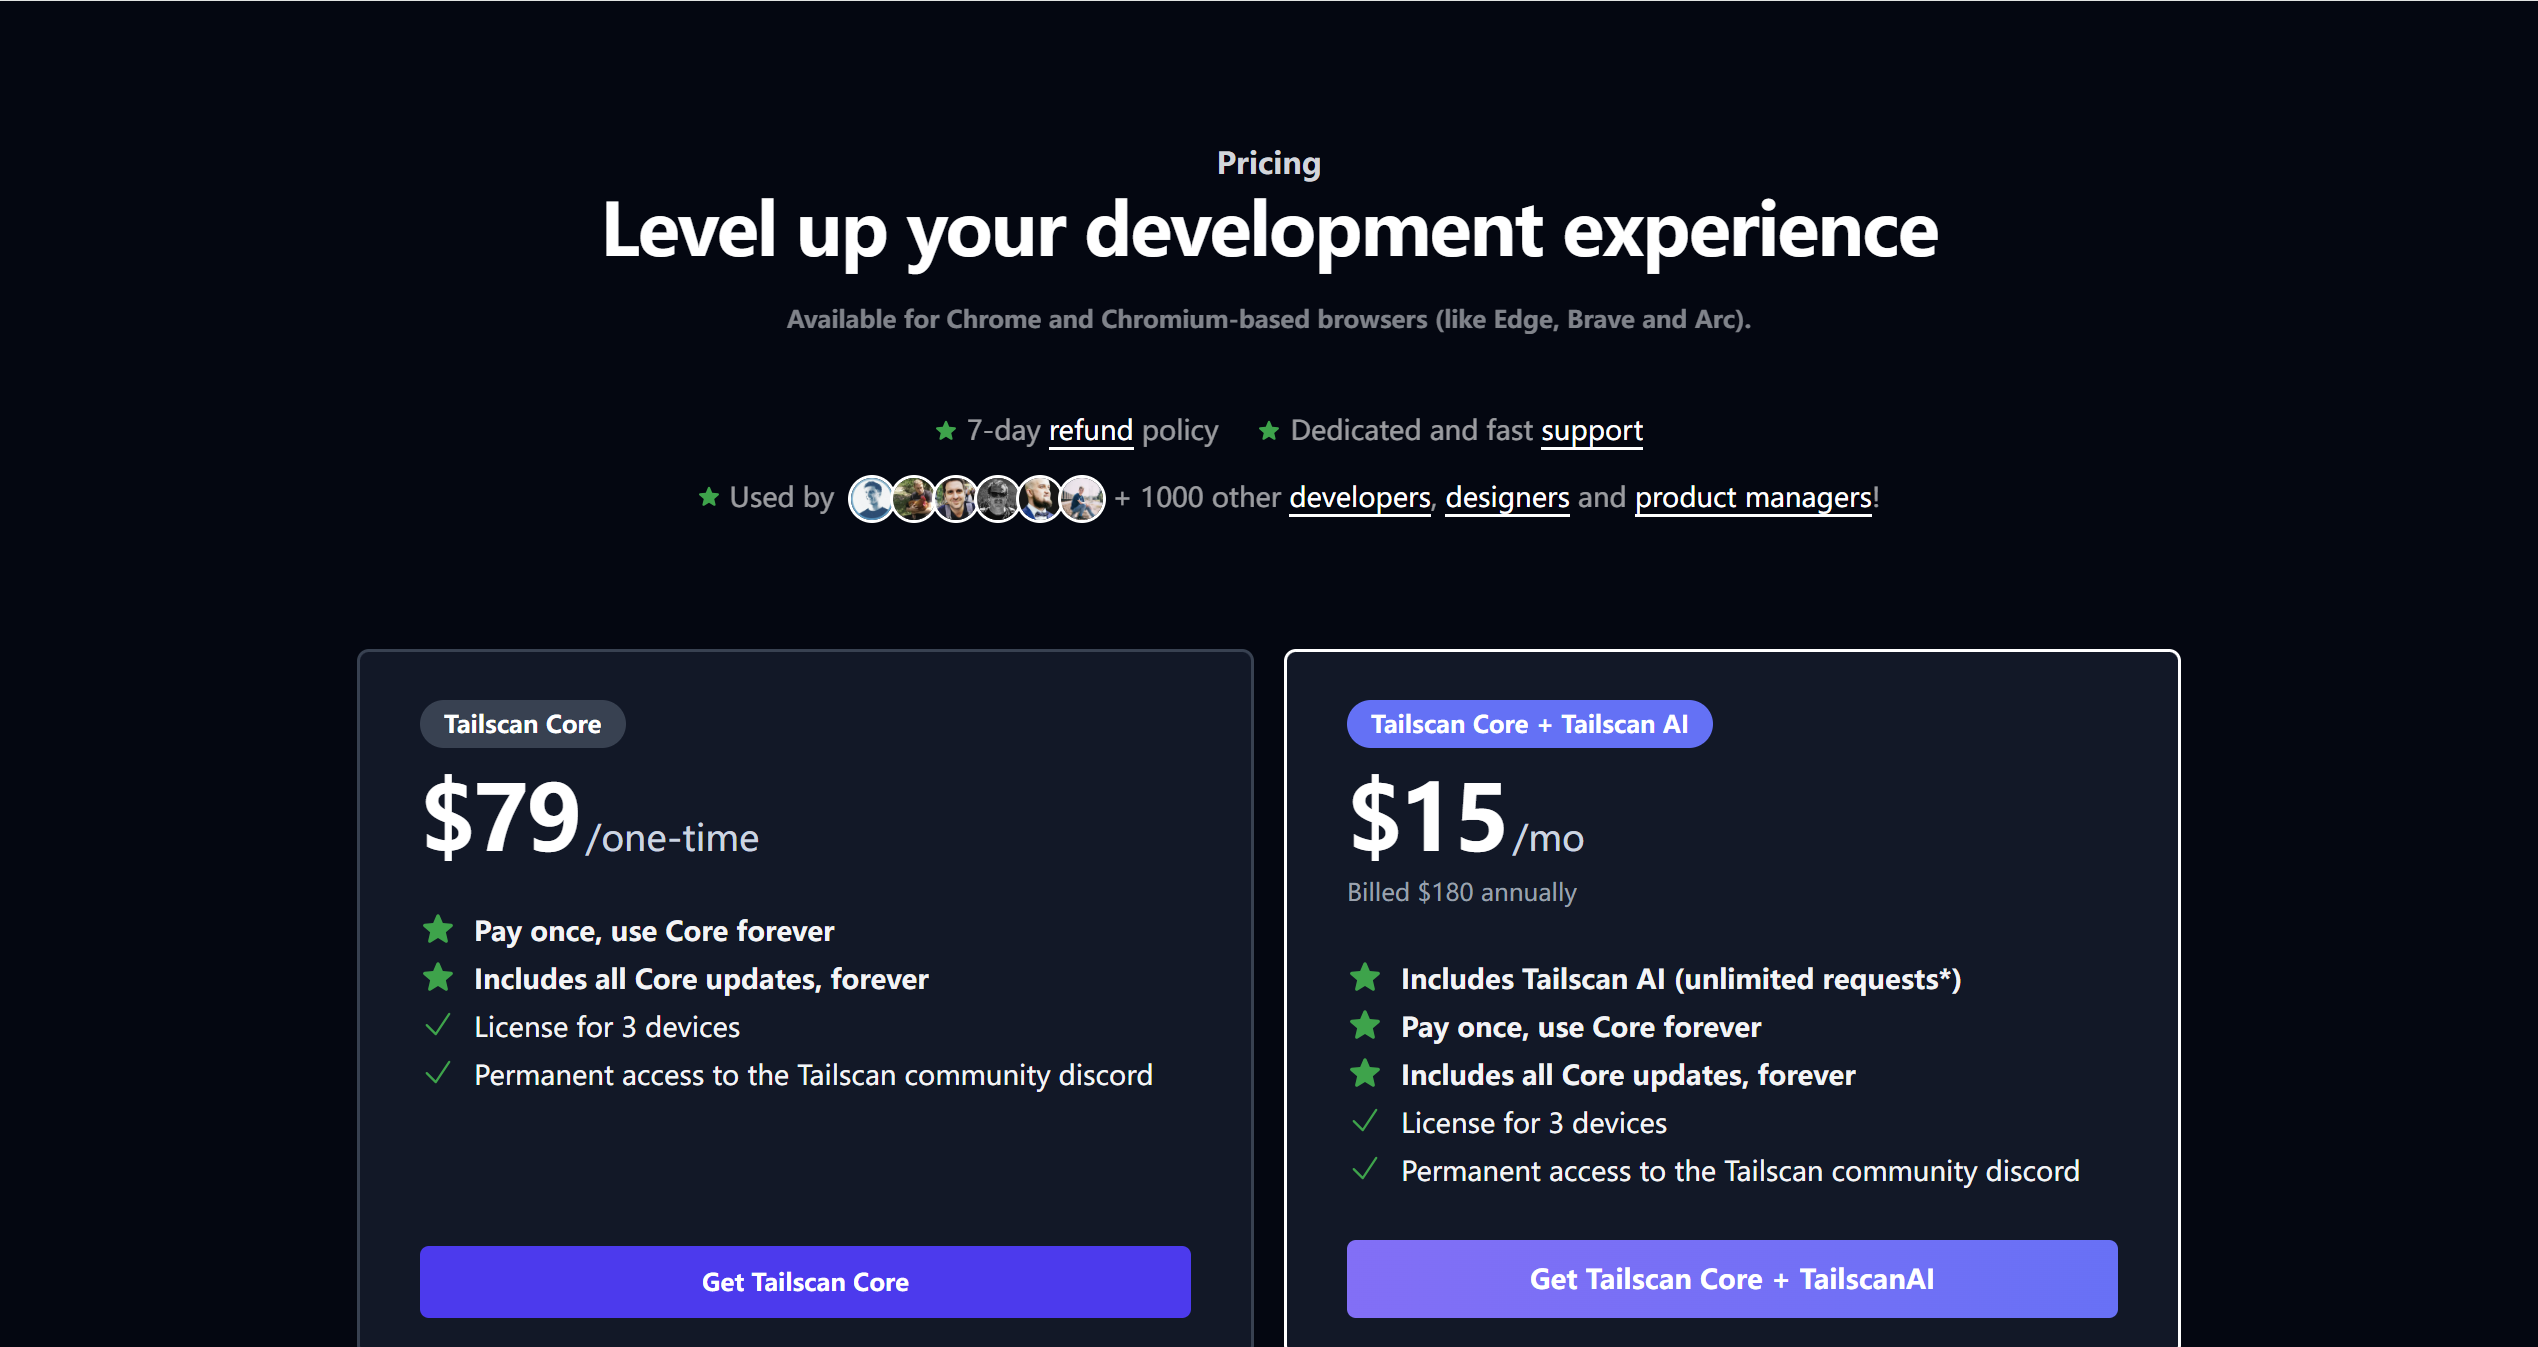 Pricing
Level up your development experience
Available for Chrome and Chromium-based browsers (like Edge, Brave and Arc).
7-day refund policy Dedicated and fast support
Used by + 1000 other developers, designers and product managers!
Tailscan Core
$79/one-time
Pay once, use Core forever
Includes all Core updates, forever
License for 3 devices
Permanent access to the Tailscan community discord
Get Tailscan Core
Tailscan Core + Tailscan AI
$15/mo
Billed $180 annually
Includes Tailscan AI (unlimited requests*)
Pay once, use Core forever
Includes all Core updates, forever
License for 3 devices
Permanent access to the Tailscan community discord
Get Tailscan Core + TailscanAI